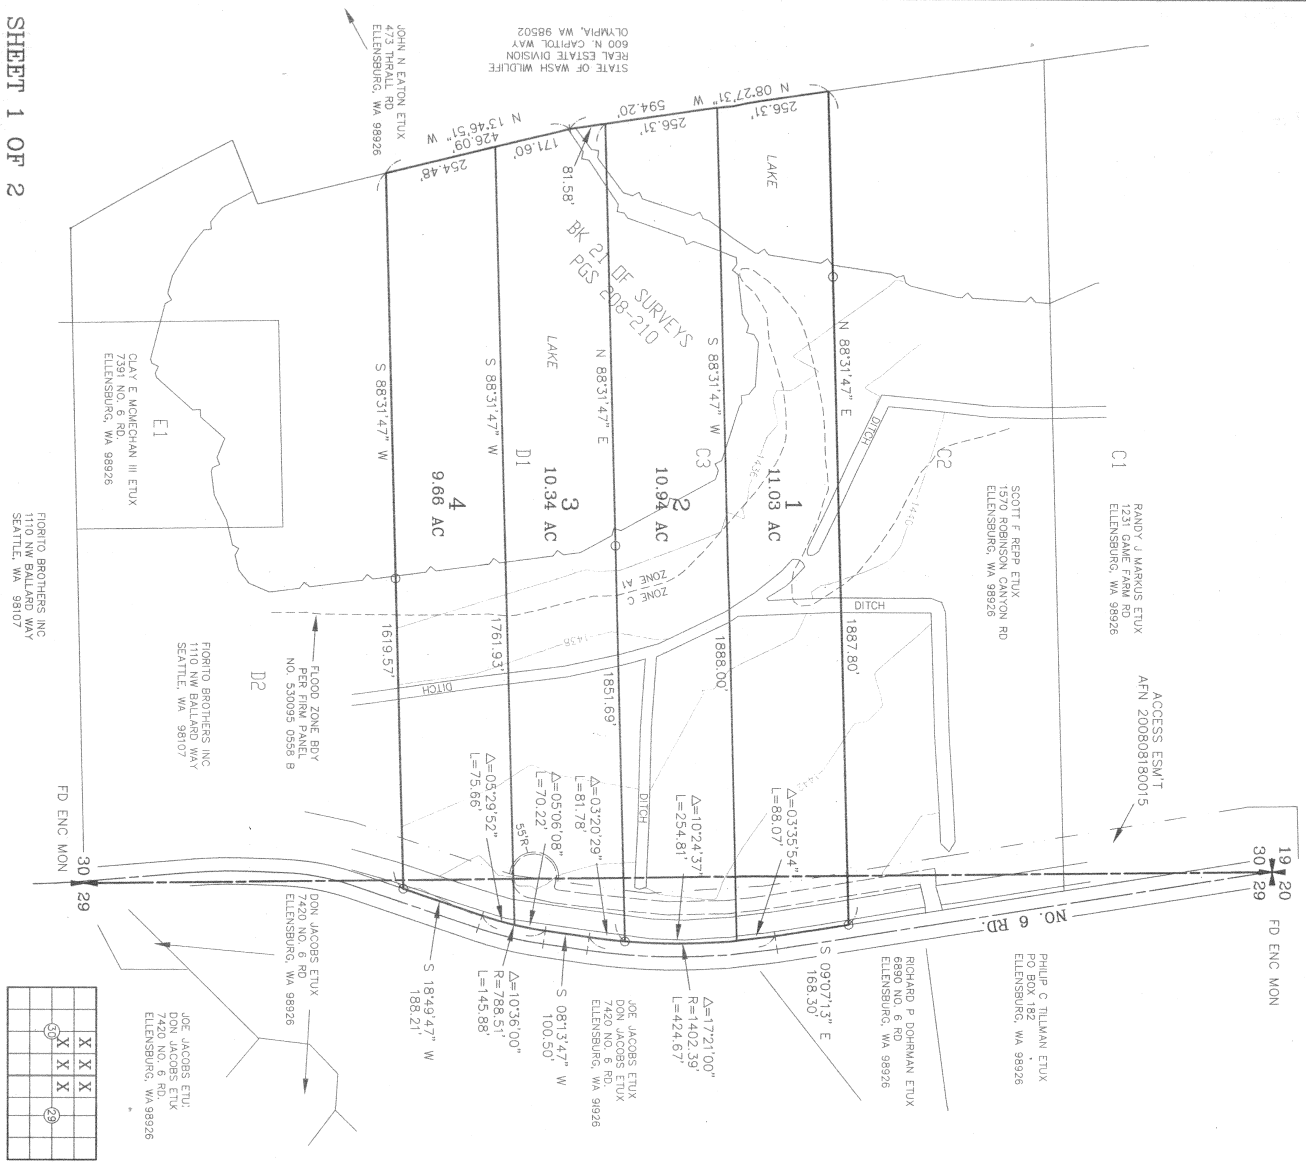 SHEET 1 OF 2
JOHN N EATON ETUX
473 THRALL RD
ELLENSBURG, WA 98926
STATE OF WASH WILDLIFE
REAL ESTATE DIVISION
600 N. CAPITOL WAY
OLYMPIA, WA 98502
N 08°27'31" W
594.20'
256.31'
256.31'
81.58'
N 13°46'51" W
426.09'
171.60'
254.48'
LAKE
BK 21 OF SURVEYS
PGS 208-210
LAKE
N 88°31'47" E
S 88°31'47" W
N 88°31'47" E
S 88°31'47" W
S 88°31'47" W
1
11.03 AC
2
10.94 AC
3
10.34 AC
4
9.66 AC
C1
C2
C3
D1
D2
E1
DITCH
DITCH
DITCH
DITCH
1436
1438
1440
ZONE A1
ZONE C
1887.80'
1888.00'
1851.69'
1761.93'
1619.57'
RANDY J MARKUS ETUX
1231 GAME FARM RD
ELLENSBURG, WA 98926
SCOTT F REPP ETUX
1570 ROBINSON CANYON RD
ELLENSBURG, WA 98926
CLAY E MCMECHAN III ETUX
7391 NO. 6 RD.
ELLENSBURG, WA 98926
FIORITO BROTHERS INC
1110 NW BALLARD WAY
SEATTLE, WA 98107
FIORITO BROTHERS INC
1110 NW BALLARD WAY
SEATTLE, WA 98107
FLOOD ZONE BDY
PER FIRM PANEL
NO. 530095 0558 B
ACCESS ESM'T
AFN 200808180015
Δ=03°35'54"
L=88.07'
Δ=10°24'37"
L=254.81'
Δ=03°20'29"
L=81.78'
Δ=05°06'08"
L=70.22'
Δ=05°29'52"
L=75.66'
55'R
NO. 6 RD.
FD ENC MON
30
29
19
20
30
29
FD ENC MON
S 09°07'13" E
168.30'
Δ=17°21'00"
R=1402.39'
L=424.67'
S 08°13'47" W
100.50'
Δ=10°36'00"
R=788.51'
L=145.88'
S 18°49'47" W
188.21'
PHILIP C TILLMAN ETUX
PO BOX 182
ELLENSBURG, WA 98926
RICHARD P DOHRMAN ETUX
6890 NO. 6 RD
ELLENSBURG, WA 98926
JOE JACOBS ETUX
DON JACOBS ETUX
7420 NO. 6 RD.
ELLENSBURG, WA 98926
DON JACOBS ETUX
7420 NO. 6 RD
ELLENSBURG, WA 98926
JOE JACOBS
DON JACOBS
7420 NO. 6 RD.
ELLENSBURG, WA 98926
X X X
X X X
30
29